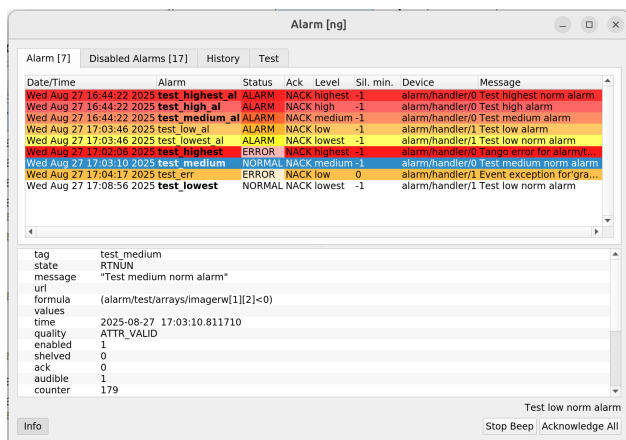 Alarm [ng]
Alarm [7] Disabled Alarms [17] History Test
Date/Time Alarm Status Ack Level Sil. min. Device Message
Wed Aug 27 16:44:22 2025 test_highest_al ALARM NACK highest -1 alarm/handler/0 Test highest norm alarm
Wed Aug 27 16:44:22 2025 test_high_al ALARM NACK high -1 alarm/handler/0 Test high alarm
Wed Aug 27 16:44:22 2025 test_medium_al ALARM NACK medium -1 alarm/handler/0 Test medium alarm
Wed Aug 27 17:03:46 2025 test_low_al ALARM NACK low -1 alarm/handler/1 Test low alarm
Wed Aug 27 17:03:46 2025 test_lowest_al ALARM NACK lowest -1 alarm/handler/1 Test low norm alarm
Wed Aug 27 17:02:06 2025 test_highest ERROR NACK highest -1 alarm/handler/0 Tango error for alarm/t...
Wed Aug 27 17:03:10 2025 test_medium NORMAL NACK medium -1 alarm/handler/0 Test medium norm alarm
Wed Aug 27 17:04:17 2025 test_err ERROR NACK low 0 alarm/handler/1 Event exception for'gra...
Wed Aug 27 17:08:56 2025 test_lowest NORMAL NACK lowest -1 alarm/handler/1 Test low norm alarm
tag test_medium
state RTNUN
message "Test medium norm alarm"
url
formula (alarm/test/arrays/imagerw[1][2]<0)
values
time 2025-08-27 17:03:10.811710
quality ATTR_VALID
enabled 1
shelved 0
ack 0
audible 1
counter 179
Test low norm alarm
Info Stop Beep Acknowledge All